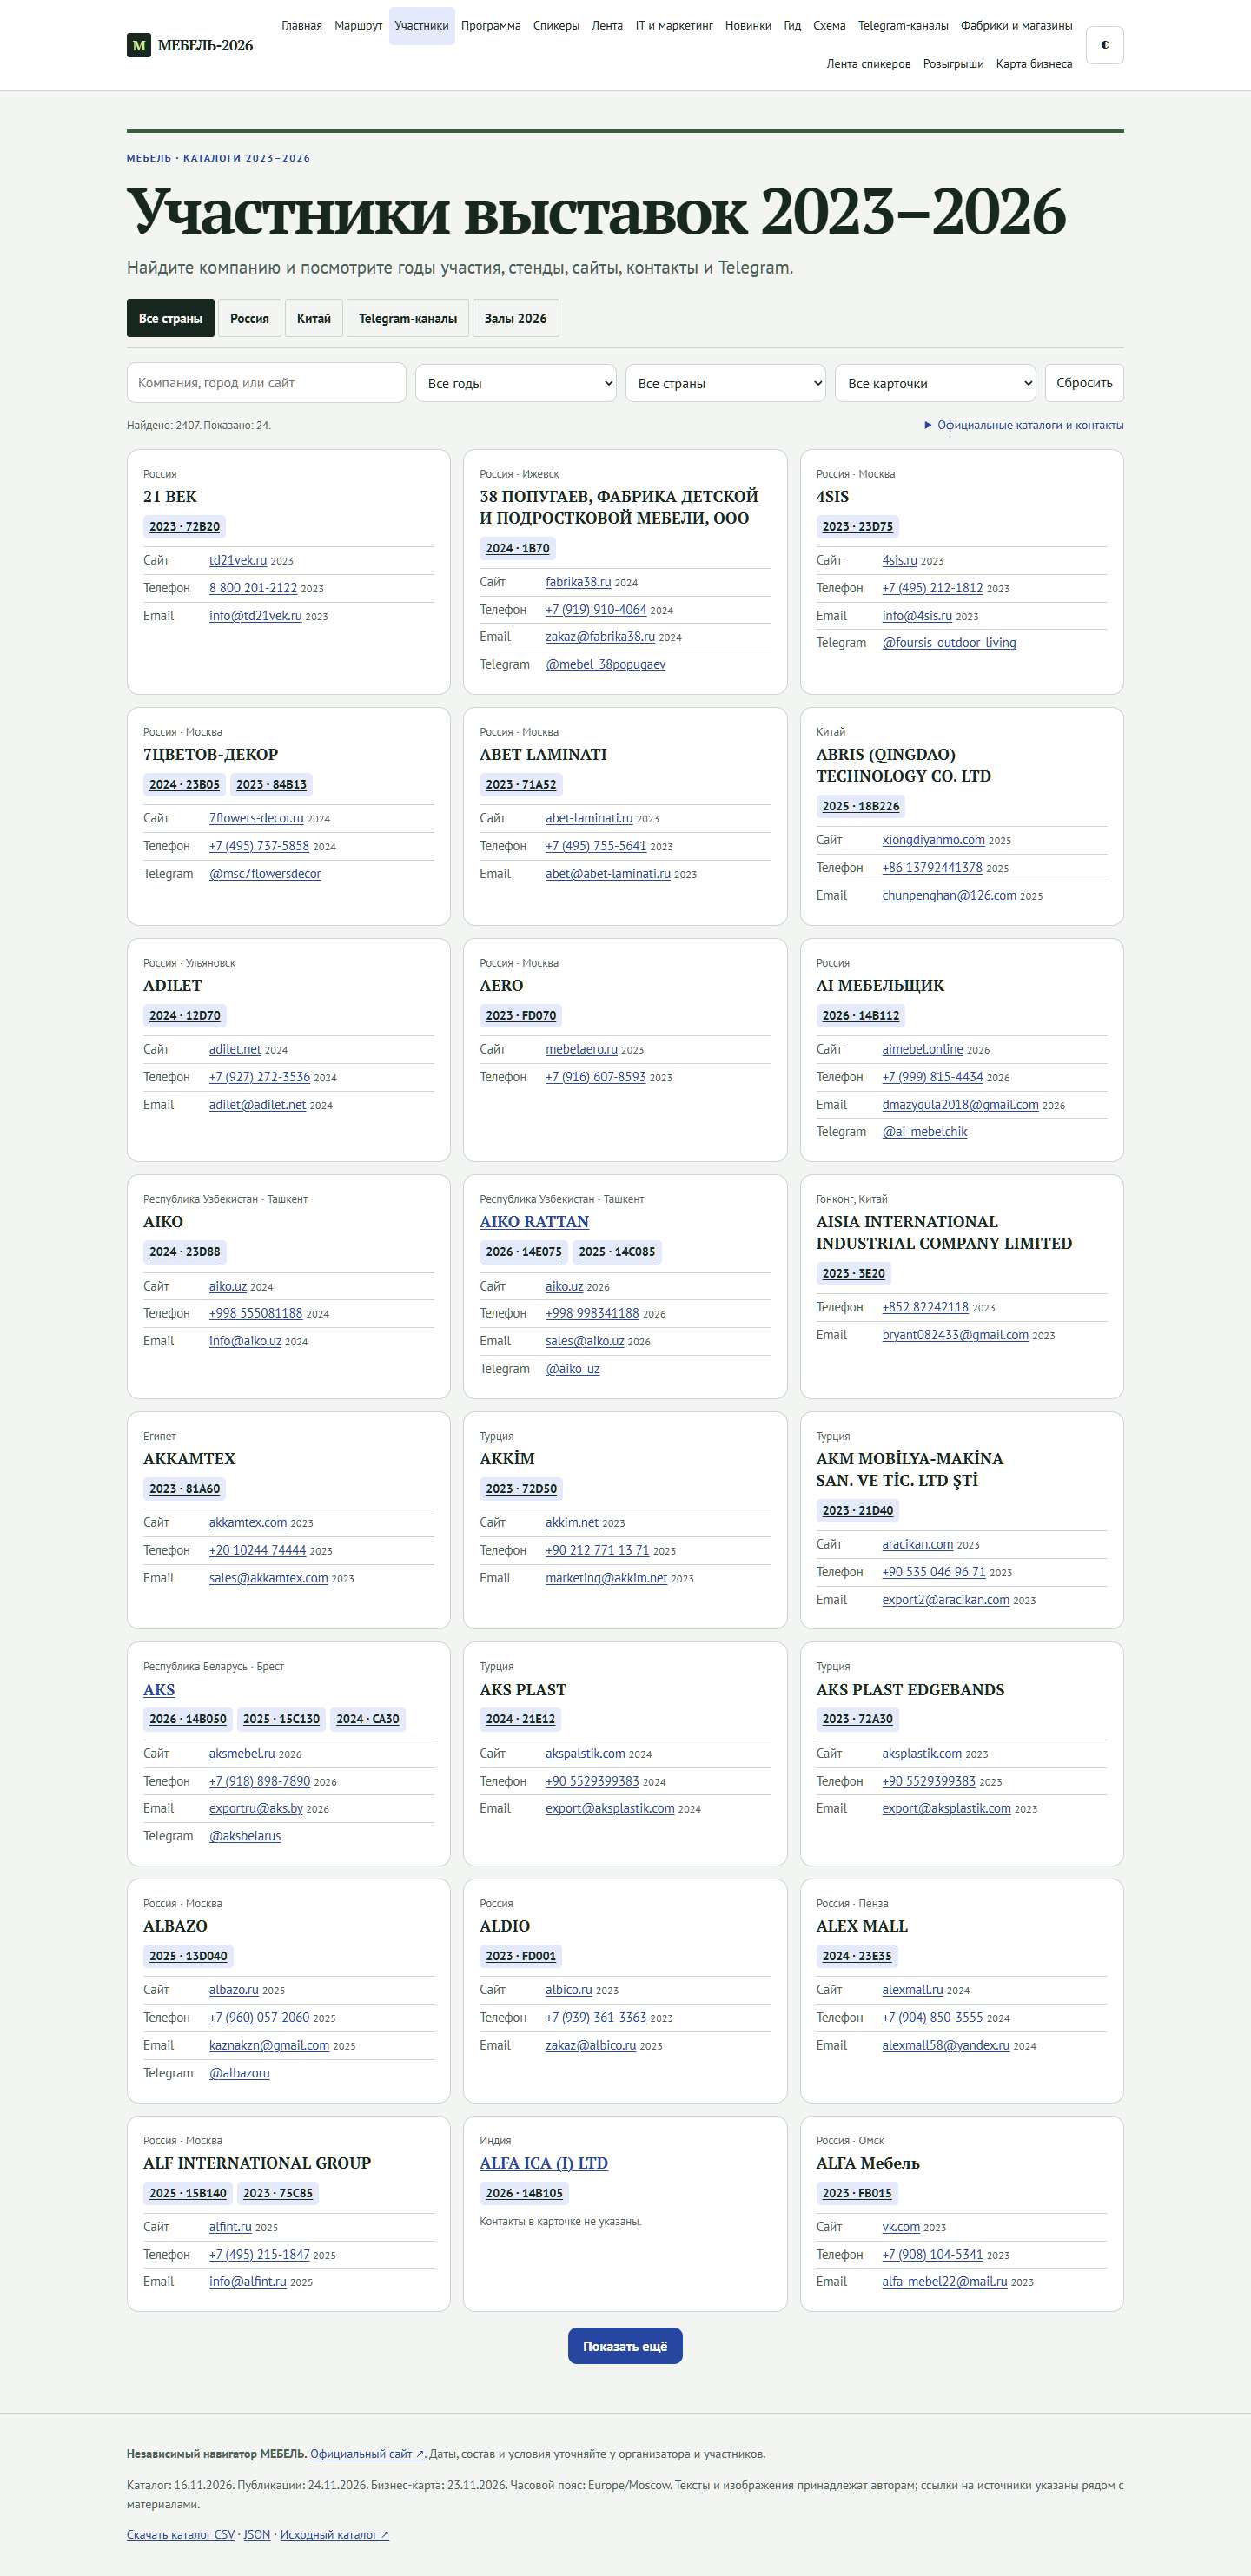 М МЕБЕЛЬ-2026
Главная Маршрут Участники Программа Спикеры Лента IT и маркетинг Новинки Гид Схема Telegram-каналы Фабрики и магазины
Лента спикеров Розыгрыши Карта бизнеса
МЕБЕЛЬ · КАТАЛОГИ 2023–2026
Участники выставок 2023–2026
Найдите компанию и посмотрите годы участия, стенды, сайты, контакты и Telegram.
Все страны Россия Китай Telegram-каналы Залы 2026
Компания, город или сайт Все годы Все страны Все карточки Сбросить
Найдено: 2407. Показано: 24.
▶ Официальные каталоги и контакты
Россия
21 ВЕК
2023 · 72B20
Сайт td21vek.ru 2023
Телефон 8 800 201-2122 2023
Email info@td21vek.ru 2023
Россия · Ижевск
38 ПОПУГАЕВ, ФАБРИКА ДЕТСКОЙ
И ПОДРОСТКОВОЙ МЕБЕЛИ, ООО
2024 · 1B70
Сайт fabrika38.ru 2024
Телефон +7 (919) 910-4064 2024
Email zakaz@fabrika38.ru 2024
Telegram @mebel_38popugaev
Россия · Москва
4SIS
2023 · 23D75
Сайт 4sis.ru 2023
Телефон +7 (495) 212-1812 2023
Email info@4sis.ru 2023
Telegram @foursis_outdoor_living
Россия · Москва
7ЦВЕТОВ-ДЕКОР
2024 · 23B05 2023 · 84B13
Сайт 7flowers-decor.ru 2024
Телефон +7 (495) 737-5858 2024
Telegram @msc7flowersdecor
Россия · Москва
ABET LAMINATI
2023 · 71A52
Сайт abet-laminati.ru 2023
Телефон +7 (495) 755-5641 2023
Email abet@abet-laminati.ru 2023
Китай
ABRIS (QINGDAO)
TECHNOLOGY CO. LTD
2025 · 18B226
Сайт xiongdiyanmo.com 2025
Телефон +86 13792441378 2025
Email chunpenghan@126.com 2025
Россия · Ульяновск
ADILET
2024 · 12D70
Сайт adilet.net 2024
Телефон +7 (927) 272-3536 2024
Email adilet@adilet.net 2024
Россия · Москва
AERO
2023 · FD070
Сайт mebelaero.ru 2023
Телефон +7 (916) 607-8593 2023
Россия
AI МЕБЕЛЬЩИК
2026 · 14B112
Сайт aimebel.online 2026
Телефон +7 (999) 815-4434 2026
Email dmazygula2018@gmail.com 2026
Telegram @ai_mebelchik
Республика Узбекистан · Ташкент
AIKO
2024 · 23D88
Сайт aiko.uz 2024
Телефон +998 555081188 2024
Email info@aiko.uz 2024
Республика Узбекистан · Ташкент
AIKO RATTAN
2026 · 14E075 2025 · 14C085
Сайт aiko.uz 2026
Телефон +998 998341188 2026
Email sales@aiko.uz 2026
Telegram @aiko_uz
Гонконг, Китай
AISIA INTERNATIONAL
INDUSTRIAL COMPANY LIMITED
2023 · 3E20
Телефон +852 82242118 2023
Email bryant082433@gmail.com 2023
Египет
AKKAMTEX
2023 · 81A60
Сайт akkamtex.com 2023
Телефон +20 10244 74444 2023
Email sales@akkamtex.com 2023
Турция
AKKİM
2023 · 72D50
Сайт akkim.net 2023
Телефон +90 212 771 13 71 2023
Email marketing@akkim.net 2023
Турция
AKM MOBİLYA-MAKİNA
SAN. VE TİC. LTD ŞTİ
2023 · 21D40
Сайт aracikan.com 2023
Телефон +90 535 046 96 71 2023
Email export2@aracikan.com 2023
Республика Беларусь · Брест
AKS
2026 · 14B050 2025 · 15C130 2024 · CA30
Сайт aksmebel.ru 2026
Телефон +7 (918) 898-7890 2026
Email exportru@aks.by 2026
Telegram @aksbelarus
Турция
AKS PLAST
2024 · 21E12
Сайт akspalstik.com 2024
Телефон +90 5529399383 2024
Email export@aksplastik.com 2024
Турция
AKS PLAST EDGEBANDS
2023 · 72A30
Сайт aksplastik.com 2023
Телефон +90 5529399383 2023
Email export@aksplastik.com 2023
Россия · Москва
ALBAZO
2025 · 13D040
Сайт albazo.ru 2025
Телефон +7 (960) 057-2060 2025
Email kaznakzn@gmail.com 2025
Telegram @albazoru
Россия
ALDIO
2023 · FD001
Сайт albico.ru 2023
Телефон +7 (939) 361-3363 2023
Email zakaz@albico.ru 2023
Россия · Пенза
ALEX MALL
2024 · 23E35
Сайт alexmall.ru 2024
Телефон +7 (904) 850-3555 2024
Email alexmall58@yandex.ru 2024
Россия · Москва
ALF INTERNATIONAL GROUP
2025 · 15B140 2023 · 75C85
Сайт alfint.ru 2025
Телефон +7 (495) 215-1847 2025
Email info@alfint.ru 2025
Индия
ALFA ICA (I) LTD
2026 · 14B105
Контакты в карточке не указаны.
Россия · Омск
ALFA Мебель
2023 · FB015
Сайт vk.com 2023
Телефон +7 (908) 104-5341 2023
Email alfa_mebel22@mail.ru 2023
Показать ещё
Независимый навигатор МЕБЕЛЬ. Официальный сайт ↗. Даты, состав и условия уточняйте у организатора и участников.
Каталог: 16.11.2026. Публикации: 24.11.2026. Бизнес-карта: 23.11.2026. Часовой пояс: Europe/Moscow. Тексты и изображения принадлежат авторам; ссылки на источники указаны рядом с
материалами.
Скачать каталог CSV · JSON · Исходный каталог ↗